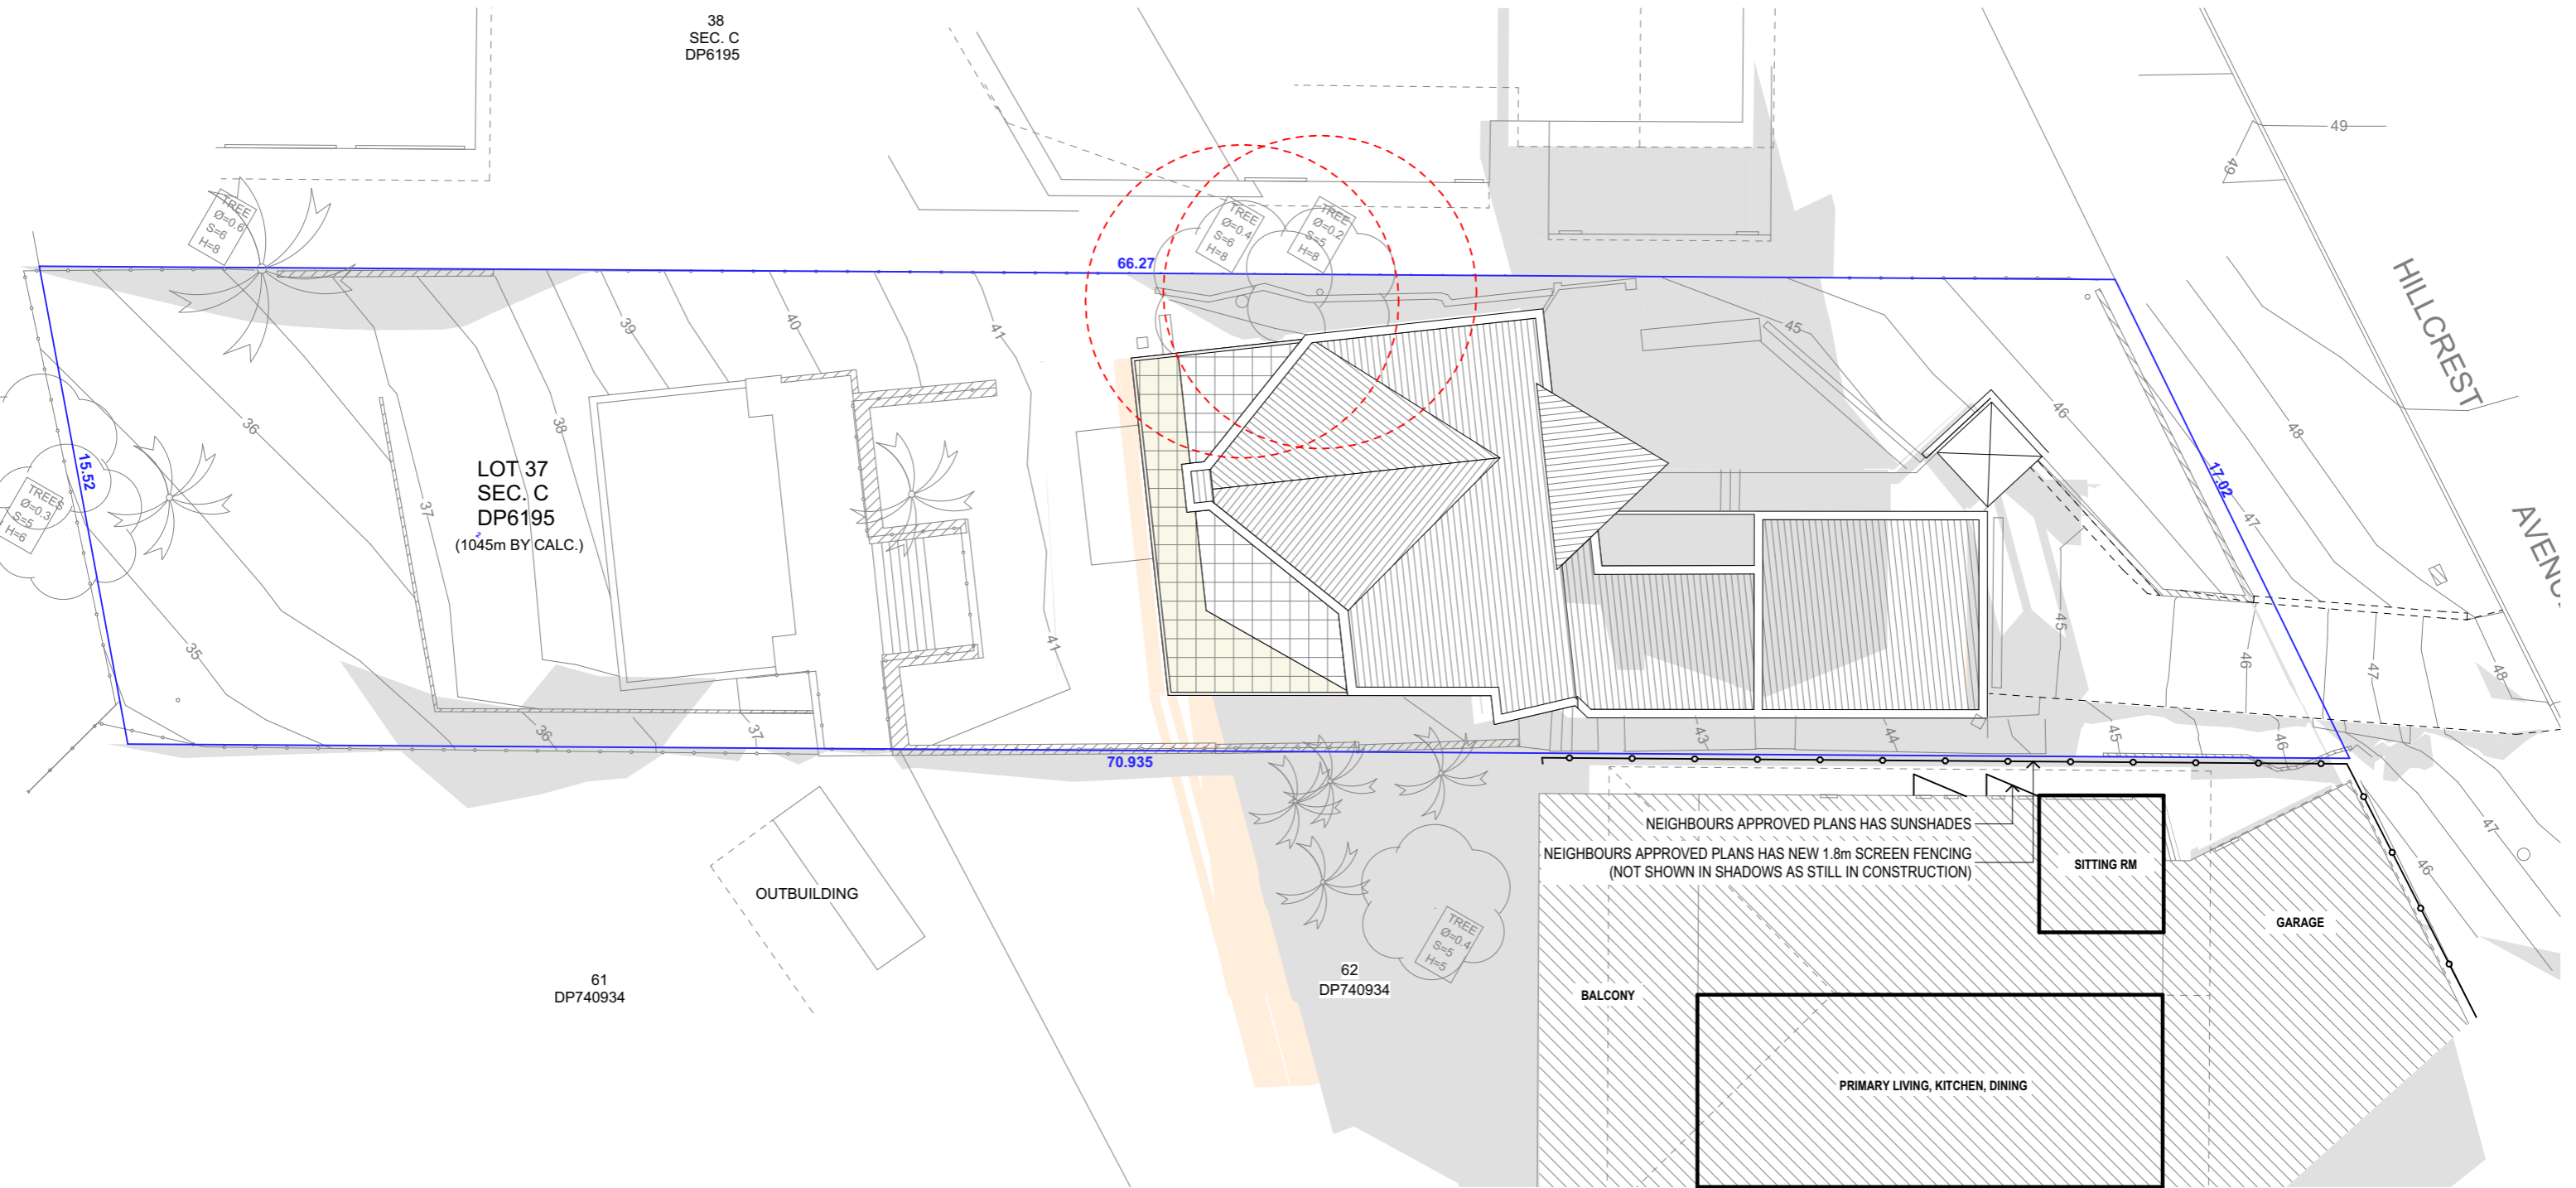 38
SEC. C
DP6195
49
49
TREE
Ø=0.6
S=6
H=8
TREE
Ø=0.4
S=6
H=8
TREE
Ø=0.2
S=5
H=8
66.27
HILLCREST
AVENU
39
40
41
45
46
48
36
38
37
15.52
17.02
47
LOT 37
SEC. C
DP6195
2
(1045m BY CALC.)
TREES
Ø=0.3
S=5
H=6
35
41
45
46
47
48
36
37
43
44
45
46
70.935
NEIGHBOURS APPROVED PLANS HAS SUNSHADES
NEIGHBOURS APPROVED PLANS HAS NEW 1.8m SCREEN FENCING
(NOT SHOWN IN SHADOWS AS STILL IN CONSTRUCTION)
SITTING RM
47
46
OUTBUILDING
TREE
Ø=0.4
S=5
H=5
GARAGE
61
DP740934
62
DP740934
BALCONY
PRIMARY LIVING, KITCHEN, DINING